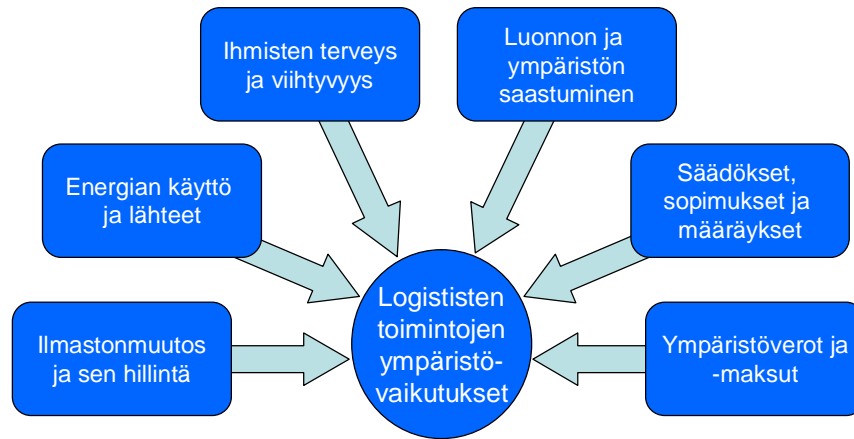 Ihmisten terveys
ja viihtyvyys
Luonnon ja
ympäristön
saastuminen
Energian käyttö
ja lähteet
Säädökset,
sopimukset ja
määräykset
Ilmastonmuutos
ja sen hillintä
Logististen
toimintojen
ympäristö-
vaikutukset
Ympäristöverot ja
-maksut